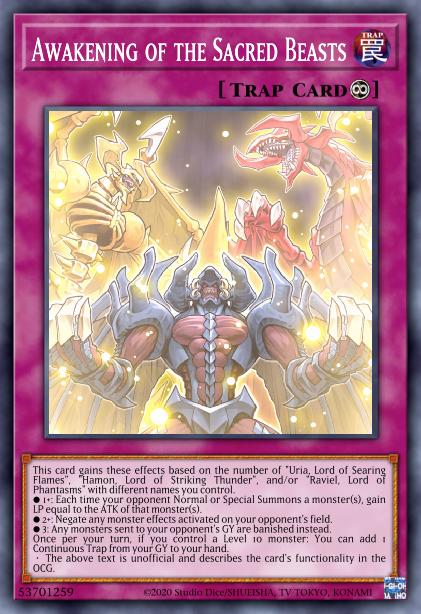 AWAKENING OF THE SACRED BEASTS
TRAP
罠
[TRAP CARD]
This card gains these effects based on the number of "Uria, Lord of Searing
Flames", "Hamon, Lord of Striking Thunder", and/or "Raviel, Lord of
Phantasms" with different names you control.
● 1+: Each time your opponent Normal or Special Summons a monster(s), gain
LP equal to the ATK of that monster(s).
● 2+: Negate any monster effects activated on your opponent's field.
● 3: Any monsters sent to your opponent's GY are banished instead.
Once per turn, if you control a Level 10 monster: You can add 1
Continuous Trap from your GY to your hand.
· The above text is unofficial and describes the card's functionality in the
OCG.
53701259
©2020 Studio Dice/SHUEISHA, TV TOKYO, KONAMI